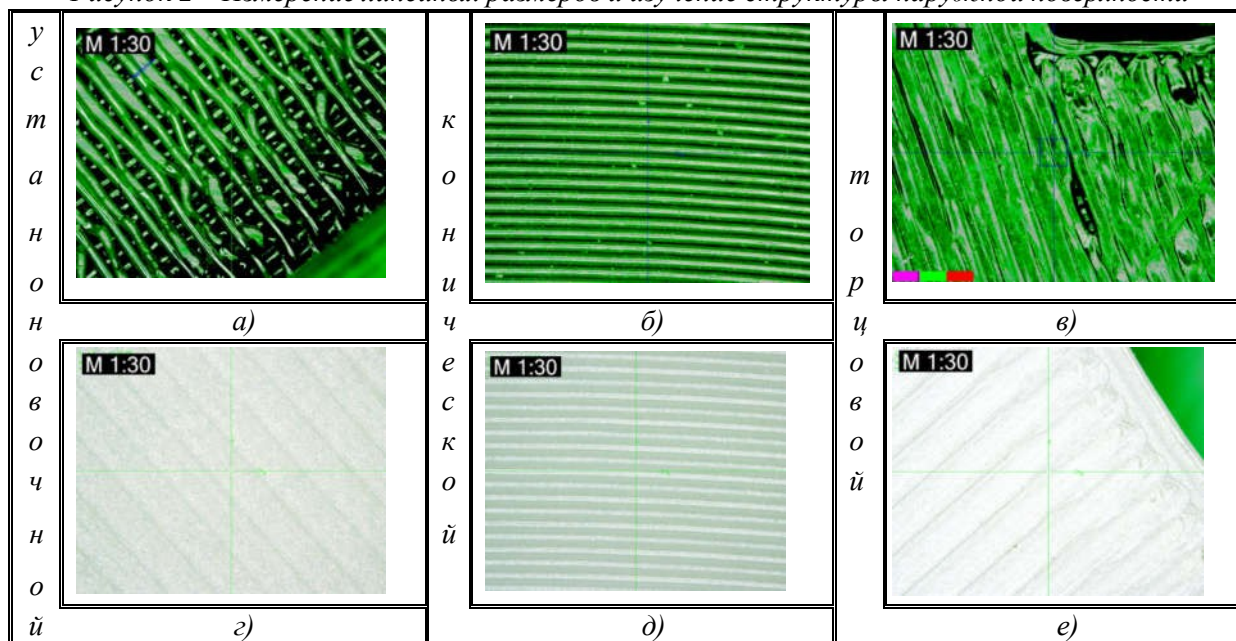 Рисунок 2 – Измерение линейных размеров и изучение структуры наружной поверхности
устаноновочной
M 1:30
а)
M 1:30
г)
конической
M 1:30
б)
M 1:30
д)
торцовой
M 1:30
в)
M 1:30
е)